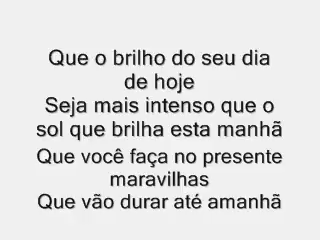 Que o brilho do seu dia
de hoje
Seja mais intenso que o
sol que brilha esta manhã
Que você faça no presente
maravilhas
Que vão durar até amanhã